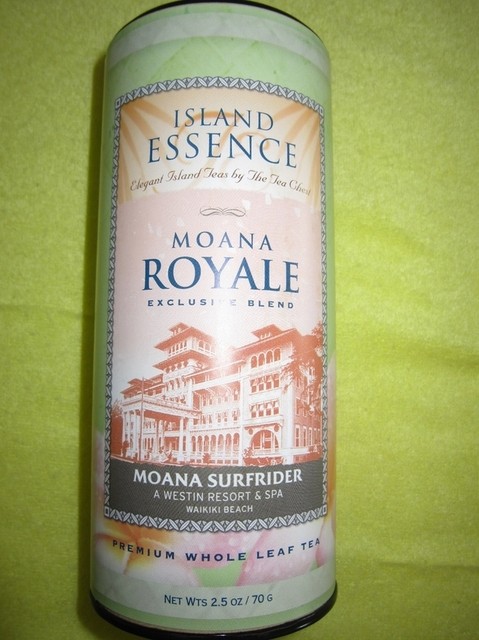 ISLAND
ESSENCE
Elegant Island Teas by The Tea Chest
MOANA
ROYALE
EXCLUSIVE BLEND
MOANA SURFRIDER
A WESTIN RESORT & SPA
WAIKIKI BEACH
PREMIUM WHOLE LEAF TEA
NET WTS 2.5 OZ / 70 G